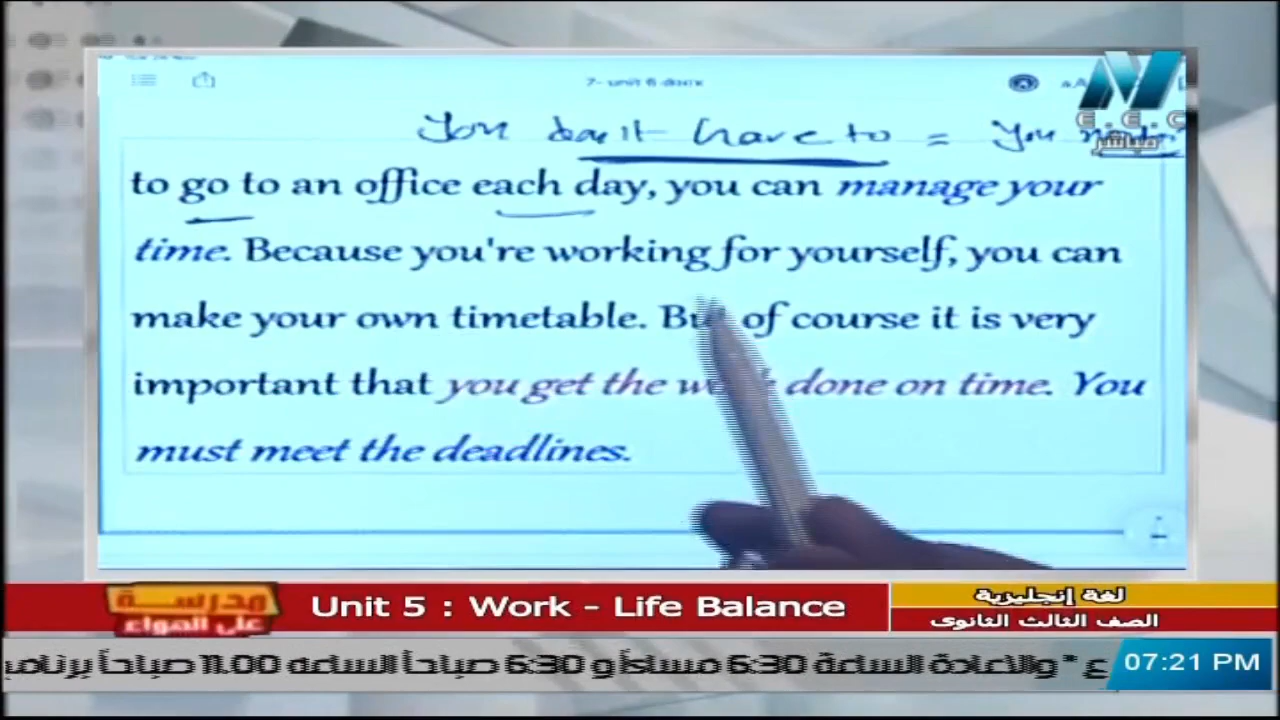 7- unit 6.docx
AA
E.E.C
مباشر
You don't have to = You
to go to an office each day, you can manage your
time. Because you're working for yourself, you can
make your own timetable. But of course it is very
important that you get the work done on time. You
must meet the deadlines.
مدرسة
على الهواء
Unit 5 : Work - Life Balance
لغة إنجليزية
الصف الثالث الثانوى
ع * والاعادة الساعة 6:30 مساءاً و 6:30 صباحاً الساعه 11.00 صباحاً برنامج
07:21 PM